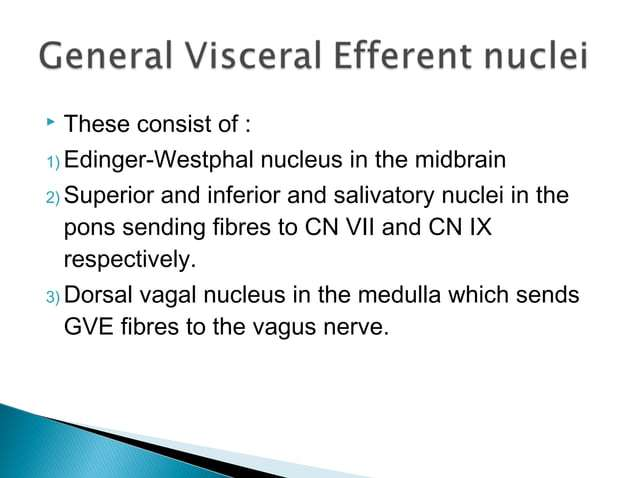 General Visceral Efferent nuclei
These consist of :
1) Edinger-Westphal nucleus in the midbrain
2) Superior and inferior and salivatory nuclei in the
pons sending fibres to CN VII and CN IX
respectively.
3) Dorsal vagal nucleus in the medulla which sends
GVE fibres to the vagus nerve.